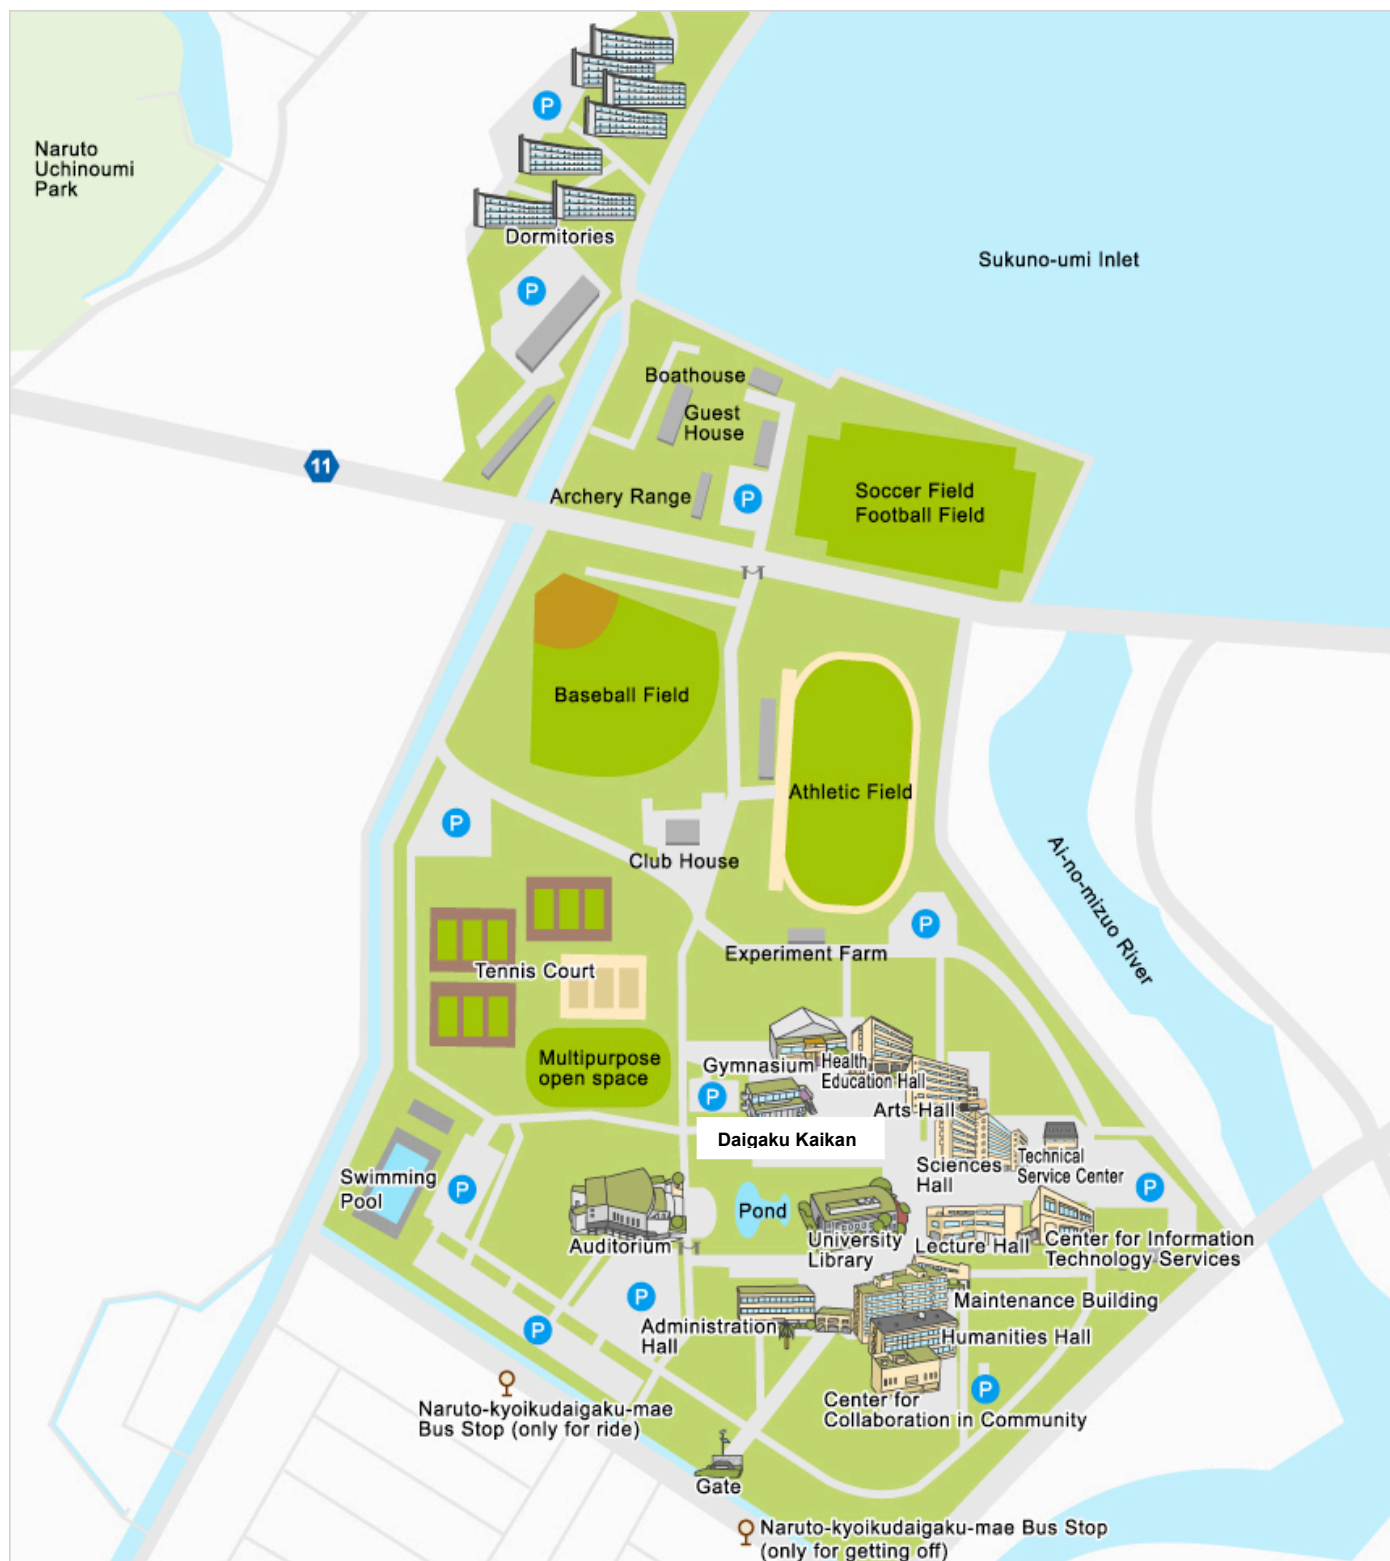 P
Naruto
Uchinoumi
Park
Dormitories
Sukuno-umi Inlet
P
Boathouse
Guest
House
11
Archery Range
P
Soccer Field
Football Field
Baseball Field
Athletic Field
P
Club House
Ai-no-mizuo River
P
Experiment Farm
Tennis Court
Multipurpose
open space
Gymnasium
Health
Education Hall
P
Arts Hall
Daigaku Kaikan
Sciences
Hall
Technical
Service Center
P
Swimming
Pool
P
Pond
Auditorium
University
Library
Lecture Hall
Center for Information
Technology Services
P
Maintenance Building
P
Administration
Hall
Humanities Hall
P
Center for
Collaboration in Community
Naruto-kyoikudaigaku-mae
Bus Stop (only for ride)
Gate
Naruto-kyoikudaigaku-mae Bus Stop
(only for getting off)